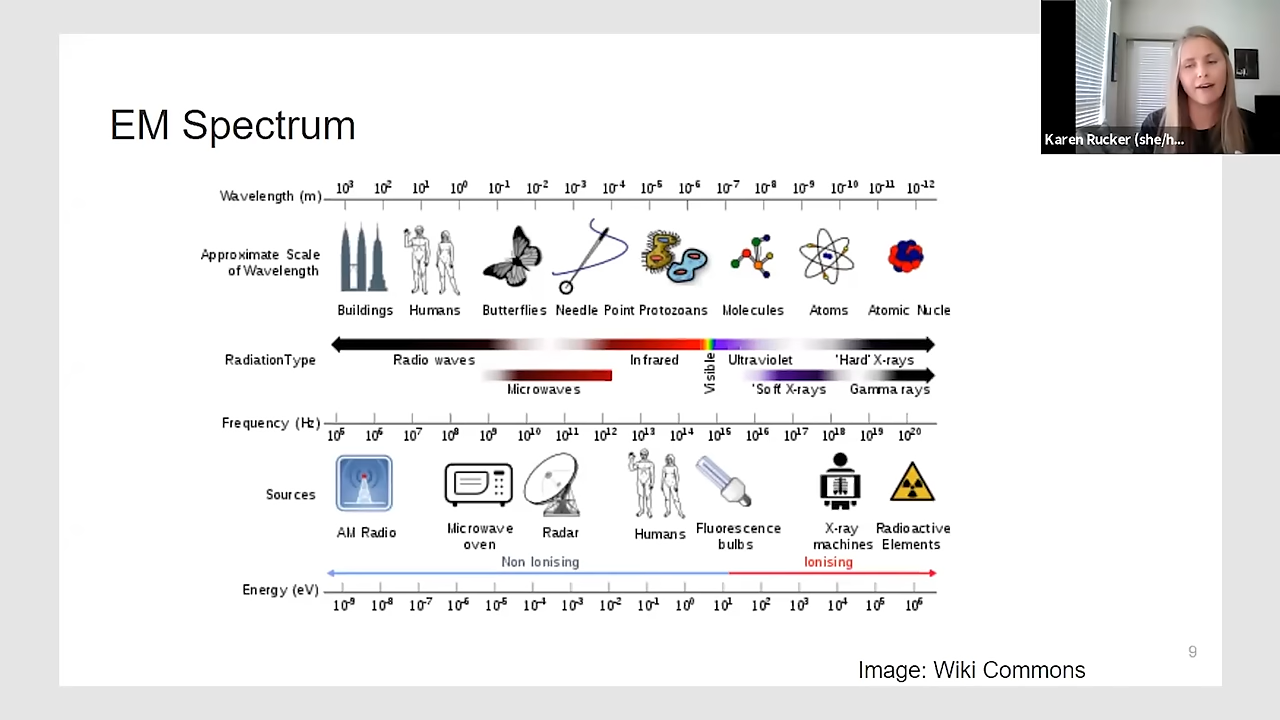 Karen Rucker (she/h...
EM Spectrum
Wavelength (m)
10³ 10² 10¹ 10⁰ 10⁻¹ 10⁻² 10⁻³ 10⁻⁴ 10⁻⁵ 10⁻⁶ 10⁻⁷ 10⁻⁸ 10⁻⁹ 10⁻¹⁰ 10⁻¹¹ 10⁻¹²
Approximate Scale
of Wavelength
Buildings Humans Butterflies Needle Point Protozoans Molecules Atoms Atomic Nucle
RadiationType
Radio waves Infrared Visible Ultraviolet 'Hard' X-rays
Microwaves 'Soft' X-rays Gamma rays
Frequency (Hz)
10⁵ 10⁶ 10⁷ 10⁸ 10⁹ 10¹⁰ 10¹¹ 10¹² 10¹³ 10¹⁴ 10¹⁵ 10¹⁶ 10¹⁷ 10¹⁸ 10¹⁹ 10²⁰
Sources
AM Radio
Microwave
oven
Radar
Humans
Fluorescence
bulbs
X-ray
machines
Radioactive
Elements
Non Ionising Ionising
Energy (eV)
10⁻⁹ 10⁻⁸ 10⁻⁷ 10⁻⁶ 10⁻⁵ 10⁻⁴ 10⁻³ 10⁻² 10⁻¹ 10⁰ 10¹ 10² 10³ 10⁴ 10⁵ 10⁶
9
Image: Wiki Commons